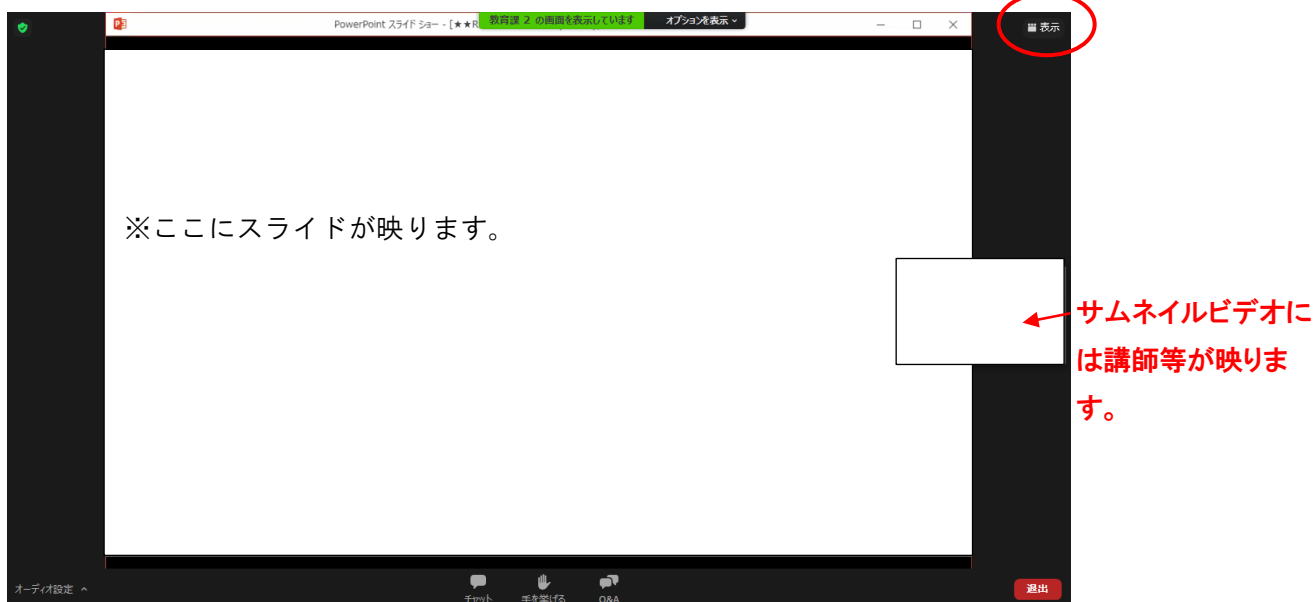 PowerPoint スライド ショー - [★★R
教育課 2 の画面を表示しています
オプションを表示
表示
※ここにスライドが映ります。
サムネイルビデオに
は講師等が映りま
す。
オーディオ設定
チャット
手を挙げる
Q&A
退出